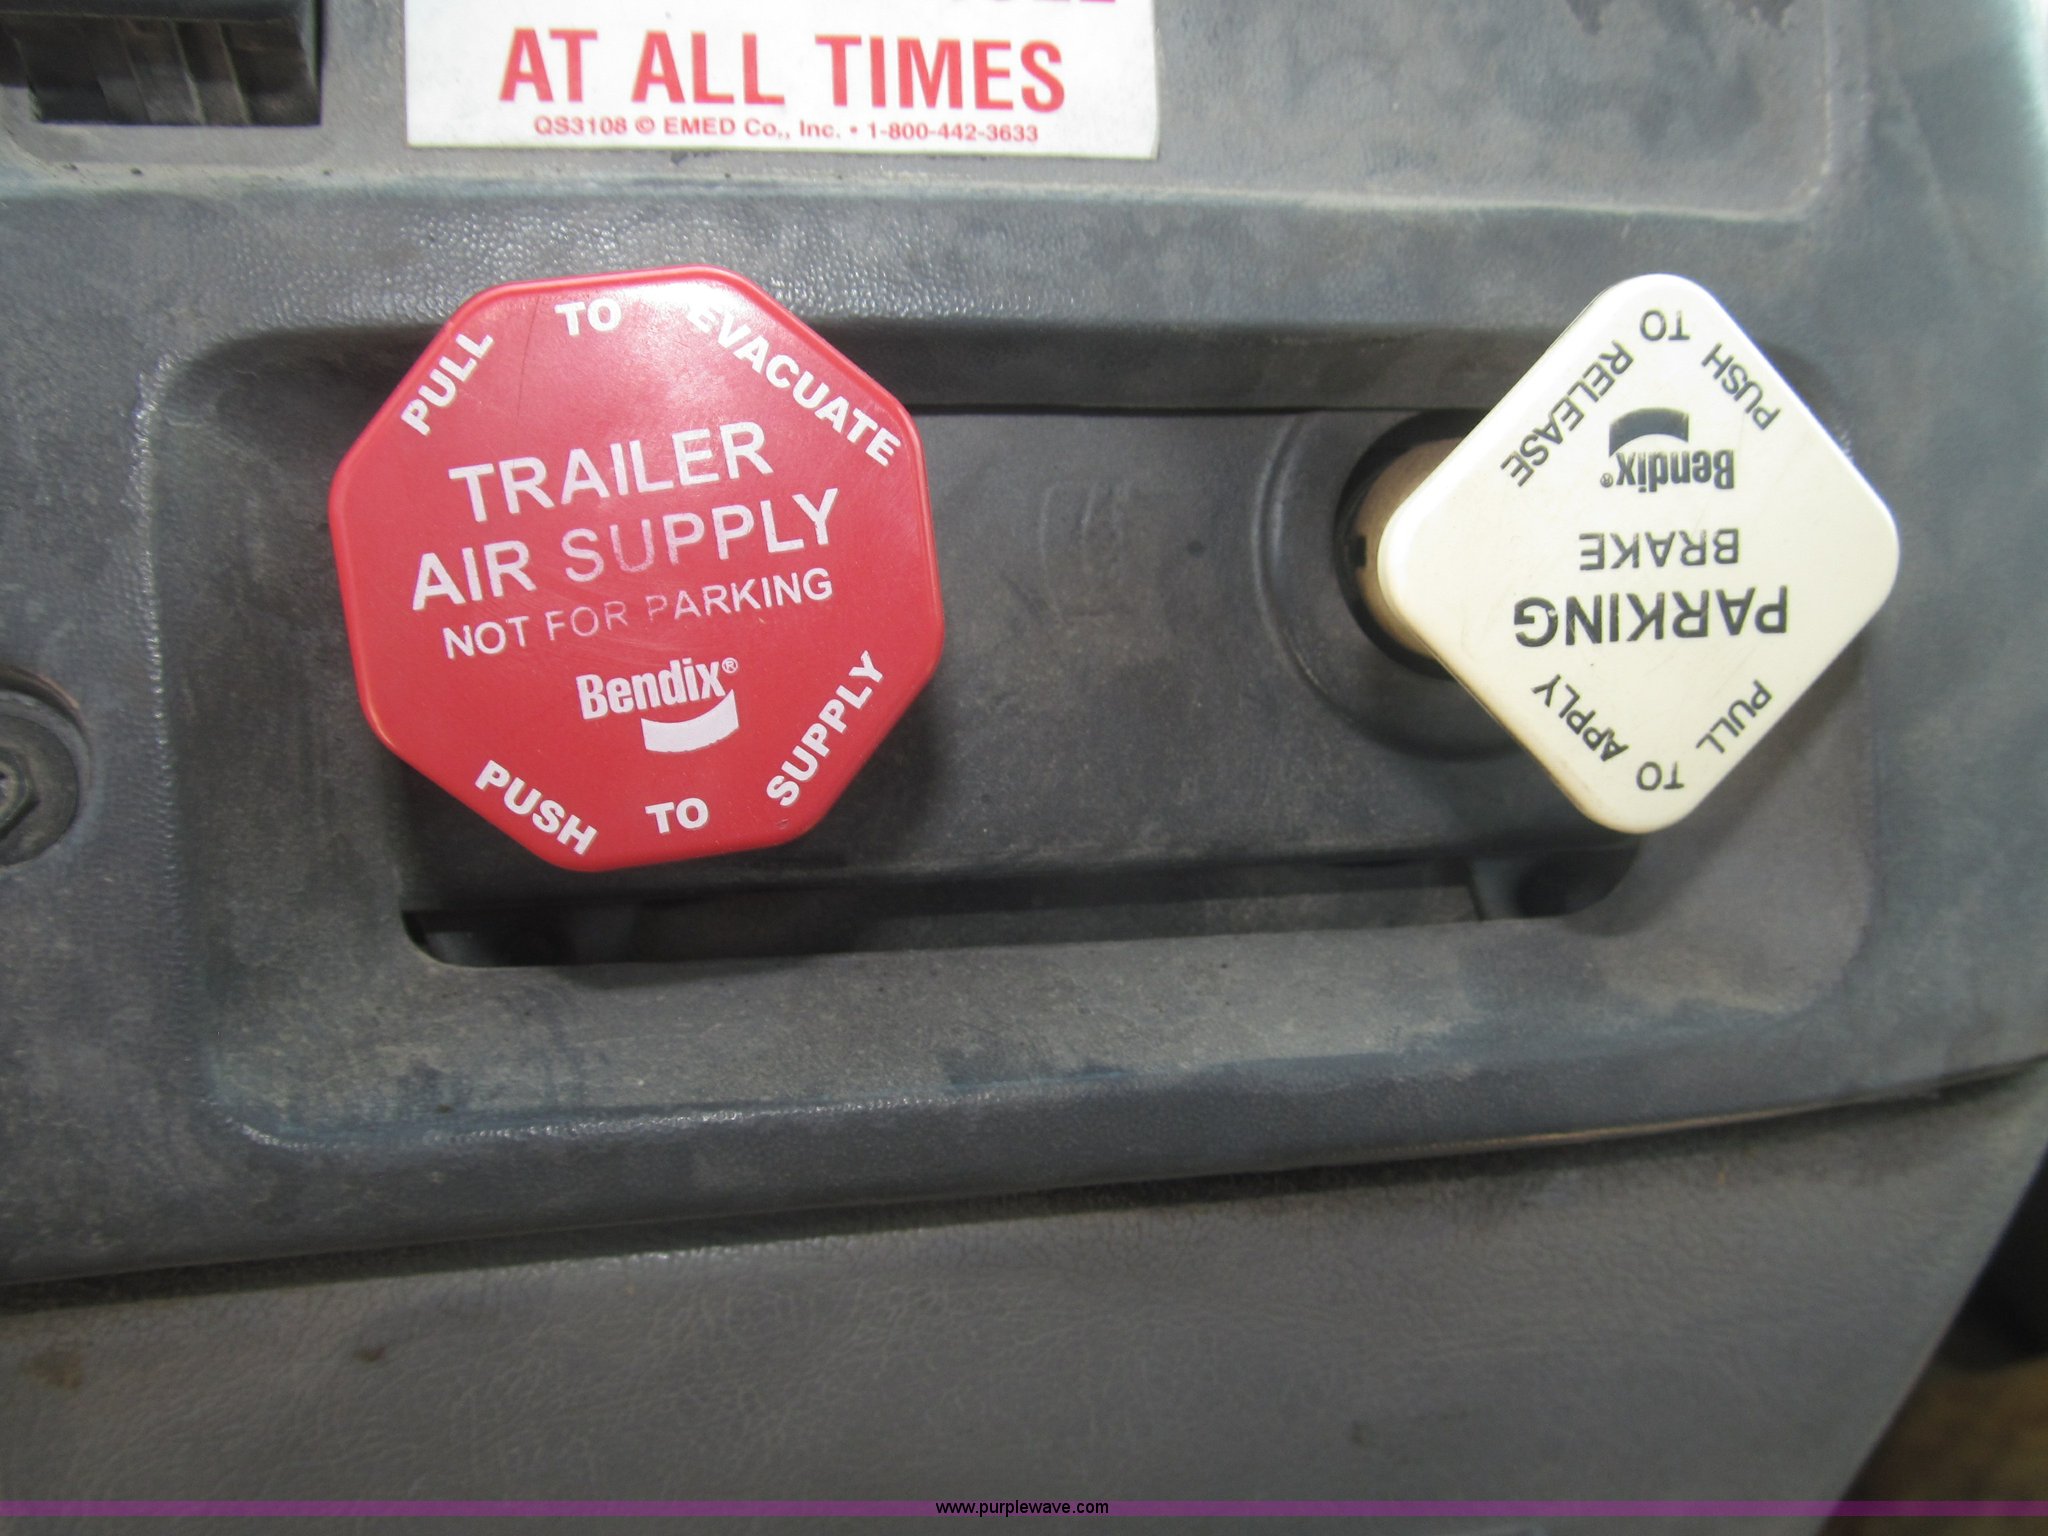 AT ALL TIMES
QS3108 © EMED Co., Inc. • 1-800-442-3633
PULL TO EVACUATE
TRAILER
AIR SUPPLY
NOT FOR PARKING
Bendix®
PUSH TO SUPPLY
PUSH TO RELEASE
Bendix®
BRAKE
PARKING
PULL TO APPLY
www.purplewave.com